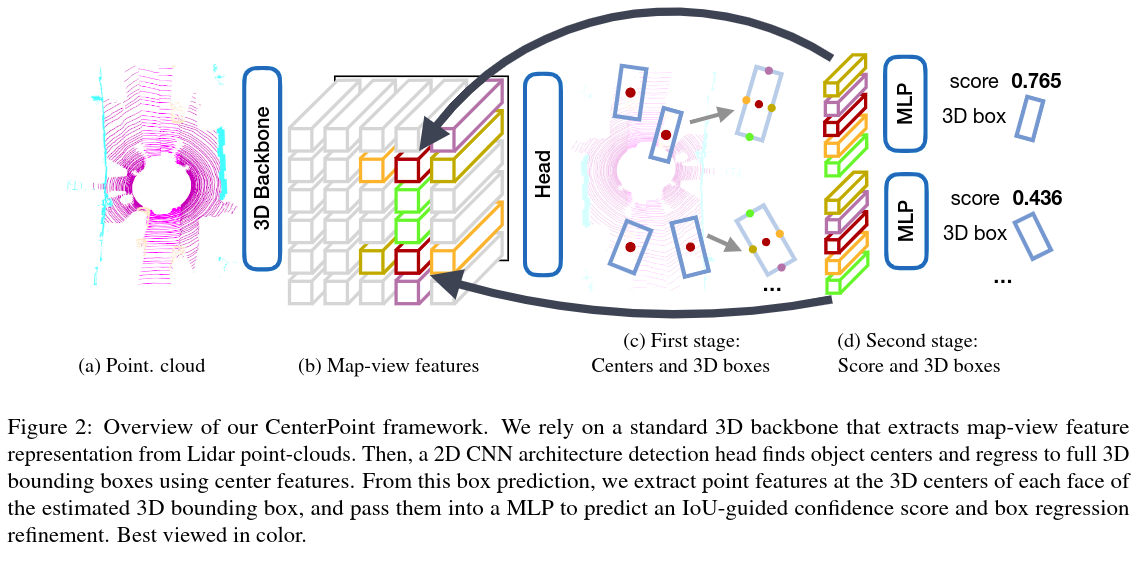 3D Backbone
Head
MLP
score 0.765
3D box
MLP
score 0.436
3D box
...
...
(a) Point. cloud
(b) Map-view features
(c) First stage:
Centers and 3D boxes
(d) Second stage:
Score and 3D boxes
Figure 2: Overview of our CenterPoint framework. We rely on a standard 3D backbone that extracts map-view feature
representation from Lidar point-clouds. Then, a 2D CNN architecture detection head finds object centers and regress to full 3D
bounding boxes using center features. From this box prediction, we extract point features at the 3D centers of each face of
the estimated 3D bounding box, and pass them into a MLP to predict an IoU-guided confidence score and box regression
refinement. Best viewed in color.